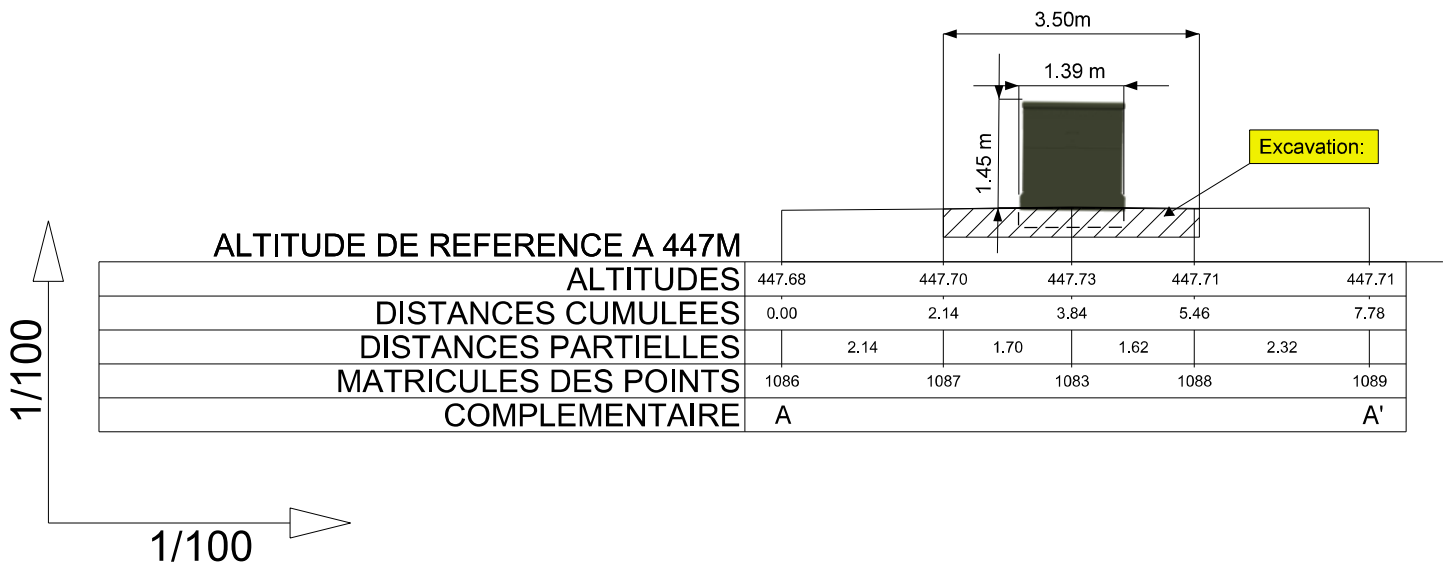 3.50m
1.39 m
1.45 m
Excavation:
ALTITUDE DE REFERENCE A 447M
ALTITUDES 447.68 447.70 447.73 447.71 447.71
DISTANCES CUMULEES 0.00 2.14 3.84 5.46 7.78
DISTANCES PARTIELLES 2.14 1.70 1.62 2.32
MATRICULES DES POINTS 1086 1087 1083 1088 1089
COMPLEMENTAIRE A A'
1/100
1/100